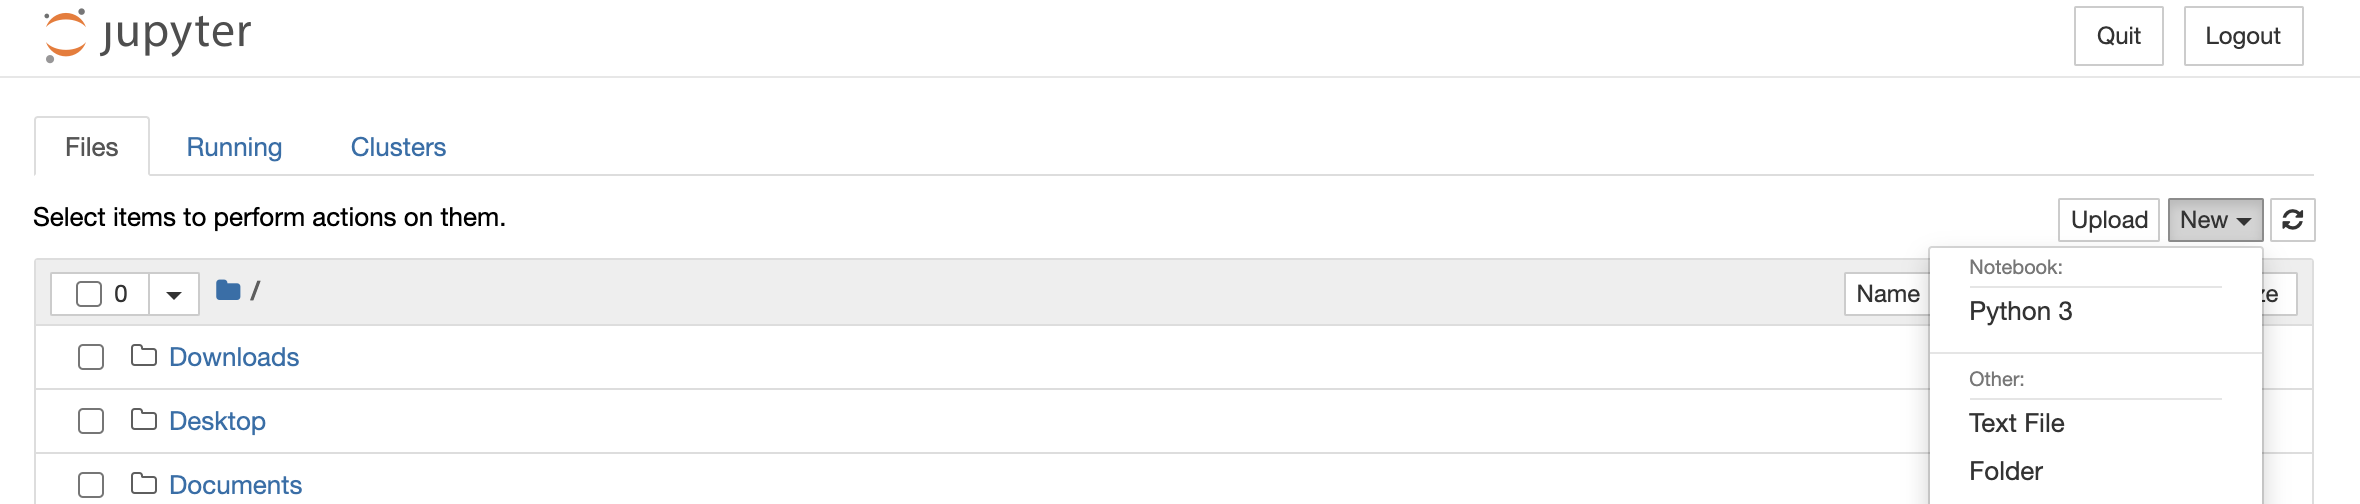 jupyter
Quit
Logout
Files
Running
Clusters
Select items to perform actions on them.
Upload
New
0
/
Name
Notebook:
Python 3
Other:
Text File
Folder
Downloads
Desktop
Documents